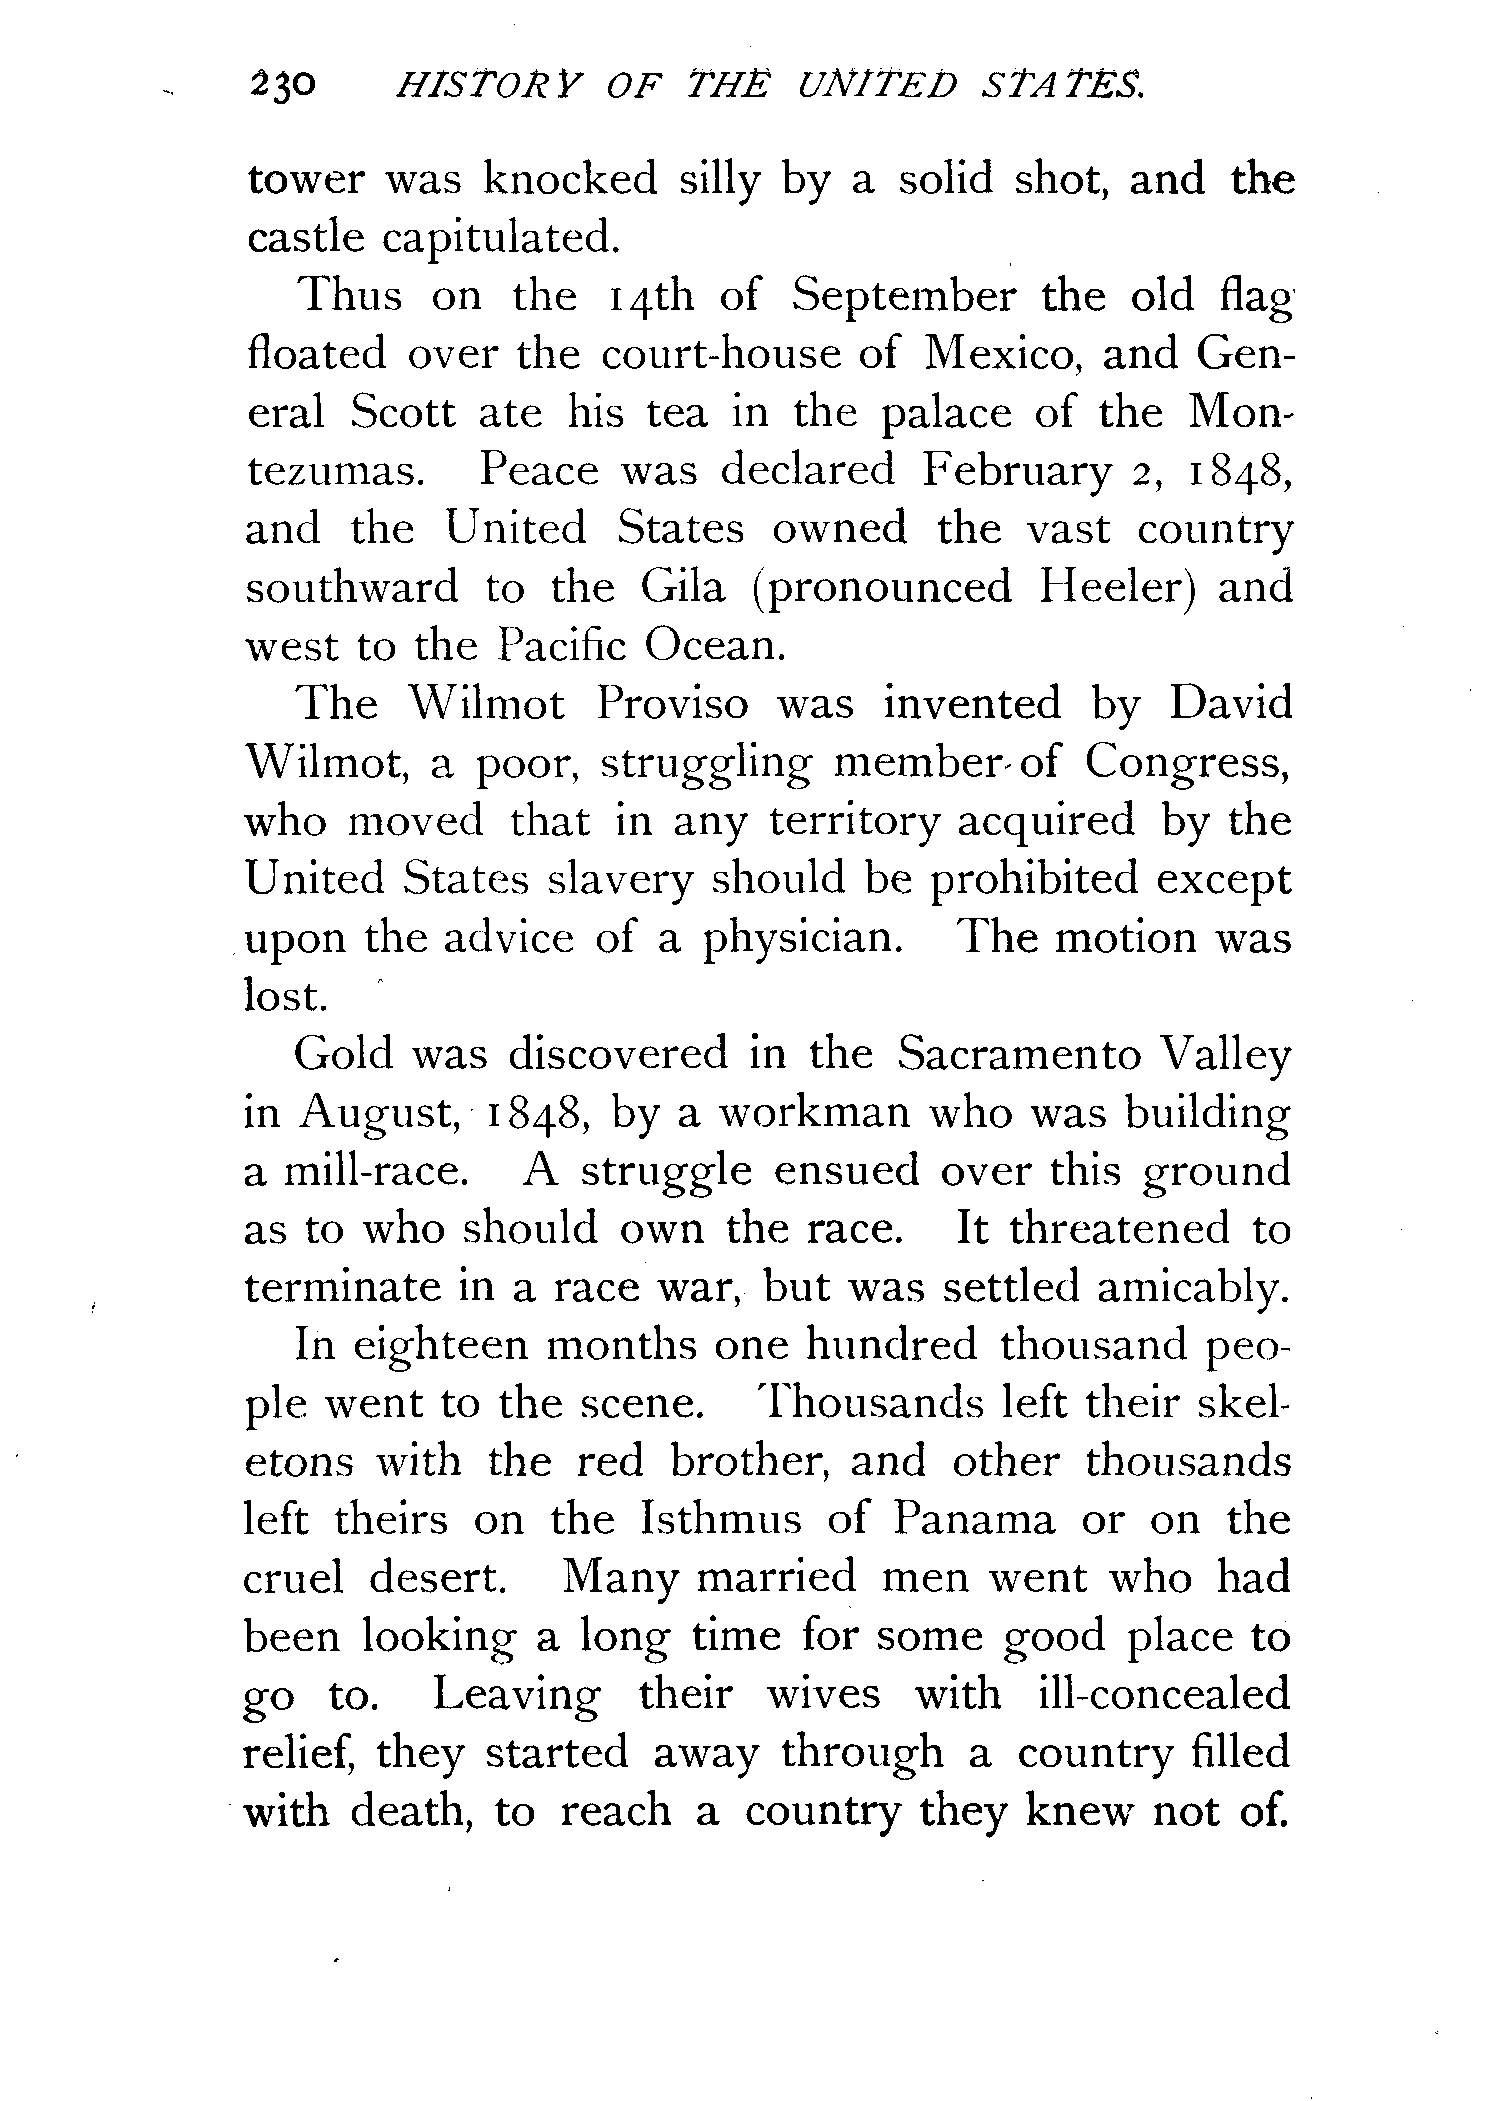 230 HISTORY OF THE UNITED STATES.
tower was knocked silly by a solid shot, and the
castle capitulated.
Thus on the 14th of September the old flag
floated over the court-house of Mexico, and Gen-
eral Scott ate his tea in the palace of the Mon-
tezumas. Peace was declared February 2, 1848,
and the United States owned the vast country
southward to the Gila (pronounced Heeler) and
west to the Pacific Ocean.
The Wilmot Proviso was invented by David
Wilmot, a poor, struggling member of Congress,
who moved that in any territory acquired by the
United States slavery should be prohibited except
upon the advice of a physician. The motion was
lost.
Gold was discovered in the Sacramento Valley
in August, 1848, by a workman who was building
a mill-race. A struggle ensued over this ground
as to who should own the race. It threatened to
terminate in a race war, but was settled amicably.
In eighteen months one hundred thousand peo-
ple went to the scene. Thousands left their skel-
etons with the red brother, and other thousands
left theirs on the Isthmus of Panama or on the
cruel desert. Many married men went who had
been looking a long time for some good place to
go to. Leaving their wives with ill-concealed
relief, they started away through a country filled
with death, to reach a country they knew not of.